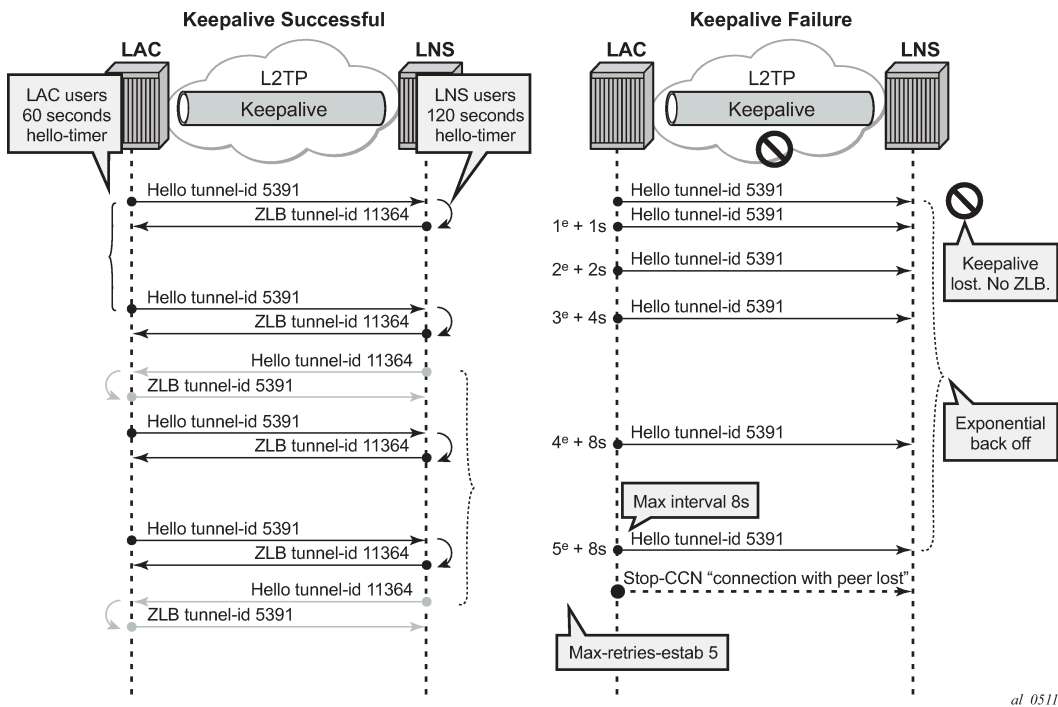 Keepalive Successful
LAC
LNS
L2TP
Keepalive
LAC users
60 seconds
hello-timer
LNS users
120 seconds
hello-timer
Hello tunnel-id 5391
ZLB tunnel-id 11364
Hello tunnel-id 5391
ZLB tunnel-id 11364
Hello tunnel-id 11364
ZLB tunnel-id 5391
Hello tunnel-id 5391
ZLB tunnel-id 11364
Hello tunnel-id 5391
ZLB tunnel-id 11364
Hello tunnel-id 11364
ZLB tunnel-id 5391
Keepalive Failure
LAC
LNS
L2TP
Keepalive
Hello tunnel-id 5391
1e + 1s
Hello tunnel-id 5391
2e + 2s
Hello tunnel-id 5391
3e + 4s
Hello tunnel-id 5391
4e + 8s
Hello tunnel-id 5391
Max interval 8s
5e + 8s
Hello tunnel-id 5391
Stop-CCN “connection with peer lost”
Max-retries-estab 5
Keepalive
lost. No ZLB.
Exponential
back off
al_0511